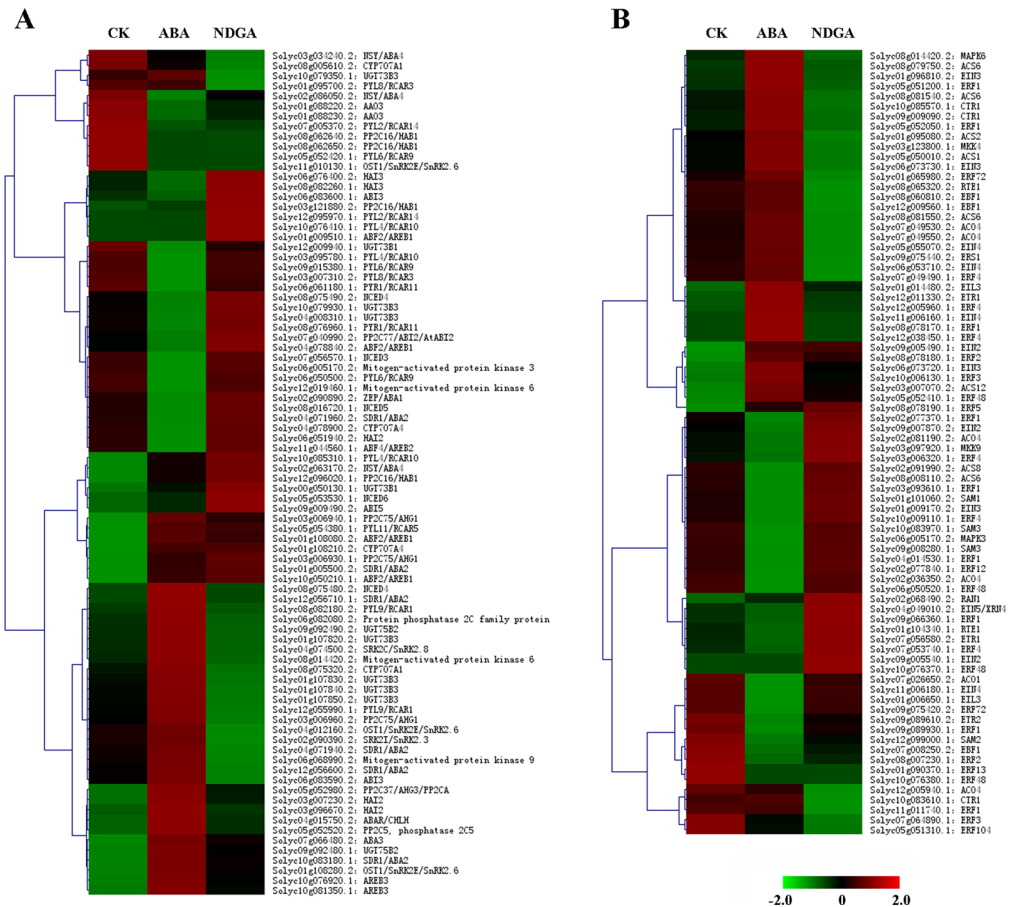 A
CK ABA NDGA
Solyc03g034240.2: NSY/ABA4
Solyc08g005610.2: CYP707A1
Solyc10g079350.1: UGT73B3
Solyc01g095700.2: PYL8/RCAR3
Solyc02g086050.2: NSY/ABA4
Solyc01g088220.2: AAO3
Solyc01g088230.2: AAO3
Solyc07g005370.2: PYL2/RCAR14
Solyc08g062640.2: PP2C16/HAB1
Solyc08g062650.2: PP2C16/HAB1
Solyc05g052420.1: PYL6/RCAR9
Solyc11g010130.1: OST1/SnRK2E/SnRK2.6
Solyc06g076400.2: HAI3
Solyc08g082260.1: HAI3
Solyc06g083600.1: ABI3
Solyc03g121880.2: PP2C16/HAB1
Solyc12g095970.1: PYL2/RCAR14
Solyc10g076410.1: PYL4/RCAR10
Solyc01g009510.1: ABF2/AREB1
Solyc12g009940.1: UGT73B1
Solyc03g095780.1: PYL4/RCAR10
Solyc09g015380.1: PYL6/RCAR9
Solyc03g007310.2: PYL8/RCAR3
Solyc06g061180.1: PYR1/RCAR11
Solyc08g075490.2: NCED4
Solyc10g079930.1: UGT73B3
Solyc04g008310.1: UGT73B3
Solyc08g076960.1: PYR1/RCAR11
Solyc07g040990.2: PP2C77/ABI2/AtABI2
Solyc04g078840.2: ABF2/AREB1
Solyc07g056570.1: NCED3
Solyc06g005170.2: Mitogen-activated protein kinase 3
Solyc06g050500.2: PYL6/RCAR9
Solyc12g019460.1: Mitogen-activated protein kinase 6
Solyc02g090890.2: ZEP/ABA1
Solyc08g016720.1: NCED5
Solyc04g071960.2: SDR1/ABA2
Solyc04g078900.2: CYP707A4
Solyc06g051940.2: HAI2
Solyc11g044560.1: ABF4/AREB2
Solyc10g085310.1: PYL4/RCAR10
Solyc02g063170.2: NSY/ABA4
Solyc12g096020.1: PP2C16/HAB1
Solyc00g050130.1: UGT73B1
Solyc05g053530.1: NCED6
Solyc09g009490.2: ABI5
Solyc03g006940.1: PP2C75/AHG1
Solyc05g054380.1: PYL11/RCAR5
Solyc01g108080.2: ABF2/AREB1
Solyc01g108210.2: CYP707A4
Solyc03g006930.1: PP2C75/AHG1
Solyc01g005500.1: SDR1/ABA2
Solyc10g050210.1: ABF2/AREB1
Solyc08g075480.2: NCED4
Solyc12g056710.1: SDR1/ABA2
Solyc08g082180.1: PYL9/RCAR1
Solyc06g082080.2: Protein phosphatase 2C family protein
Solyc09g092490.2: UGT75B2
Solyc01g107820.2: UGT73B3
Solyc04g074500.2: SRK2C/SnRK2.8
Solyc08g014420.2: Mitogen-activated protein kinase 6
Solyc08g075320.2: CYP707A1
Solyc01g107830.1: UGT73B3
Solyc01g107840.2: UGT73B3
Solyc01g107850.2: UGT73B3
Solyc12g055990.1: PYL9/RCAR1
Solyc03g006960.2: PP2C75/AHG1
Solyc04g012160.2: OST1/SnRK2E/SnRK2.6
Solyc02g090390.2: SRK2I/SnRK2.3
Solyc04g071940.2: SDR1/ABA2
Solyc06g068990.2: Mitogen-activated protein kinase 9
Solyc12g056600.2: SDR1/ABA2
Solyc06g083590.2: ABI3
Solyc05g052980.2: PP2C37/AHG3/PP2CA
Solyc03g007230.2: HAI2
Solyc03g096670.2: HAI2
Solyc04g015750.2: ABAR/CHLH
Solyc05g052520.1: PP2C5, phosphatase 2C5
Solyc07g066480.2: ABA3
Solyc09g092480.1: UGT75B2
Solyc10g083180.1: SDR1/ABA2
Solyc01g108280.2: OST1/SnRK2E/SnRK2.6
Solyc10g076920.1: AREB3
Solyc10g081350.1: AREB3
B
CK ABA NDGA
Solyc08g014420.2: MAPK6
Solyc08g079750.2: ACS6
Solyc01g096810.2: EIN3
Solyc05g051200.1: ERF1
Solyc08g081540.2: ACS6
Solyc10g085570.1: CTR1
Solyc09g009090.2: CTR1
Solyc05g052050.1: ERF1
Solyc01g095080.2: ACS2
Solyc03g123800.1: MKK4
Solyc05g050010.2: ACS1
Solyc06g073730.1: EIN3
Solyc01g065980.1: ERF72
Solyc08g065320.2: RTE1
Solyc08g060810.2: EBF1
Solyc12g009560.1: EBF1
Solyc08g081550.2: ACS6
Solyc07g049530.2: ACO4
Solyc07g049550.2: ACO4
Solyc05g055070.2: EIN4
Solyc09g075440.2: ERS1
Solyc06g053710.2: EIN4
Solyc07g049490.1: ERF4
Solyc01g014480.2: EIL3
Solyc12g011330.2: ETR1
Solyc12g005960.2: ERF4
Solyc11g006160.1: EIN4
Solyc08g078170.1: ERF1
Solyc12g038450.1: ERF4
Solyc09g005490.1: EIN2
Solyc08g078180.1: ERF2
Solyc06g073720.1: EIN3
Solyc10g006130.1: ERF3
Solyc03g007070.2: ACS12
Solyc05g052410.1: ERF48
Solyc08g078190.1: ERF5
Solyc02g077370.1: ERF1
Solyc09g007870.2: EIN2
Solyc02g081190.2: ACO4
Solyc03g097920.1: MKK9
Solyc03g006320.1: ERF4
Solyc02g091990.2: ACS8
Solyc08g008110.2: ACS6
Solyc03g093610.1: ERF1
Solyc01g101060.2: SAM1
Solyc01g009170.2: EIN3
Solyc10g009110.1: ERF4
Solyc10g083970.1: SAM3
Solyc06g005170.2: MAPK3
Solyc09g008280.1: SAM3
Solyc04g014530.1: ERF1
Solyc02g077840.1: ERF12
Solyc02g036350.2: ACO4
Solyc06g050520.1: ERF48
Solyc02g068490.2: RAN1
Solyc04g049010.2: EIN5/XRN4
Solyc09g066360.1: ERF1
Solyc01g104340.1: RTE1
Solyc07g056580.1: ETR1
Solyc07g053740.1: ERF4
Solyc09g005540.1: EIN2
Solyc10g076370.1: ERF48
Solyc07g026650.2: ACO1
Solyc11g006180.1: EIN4
Solyc01g006650.1: EIL3
Solyc09g075420.2: ERF72
Solyc09g089610.2: ETR2
Solyc09g089930.1: ERF1
Solyc12g099000.1: SAM2
Solyc07g008250.2: EBF1
Solyc08g007230.1: ERF2
Solyc01g090370.1: ERF13
Solyc10g076380.1: ERF48
Solyc12g005940.1: ACO4
Solyc10g083610.1: CTR1
Solyc11g011740.1: ERF1
Solyc07g064890.1: ERF3
Solyc05g051310.1: ERF104
-2.0 0 2.0